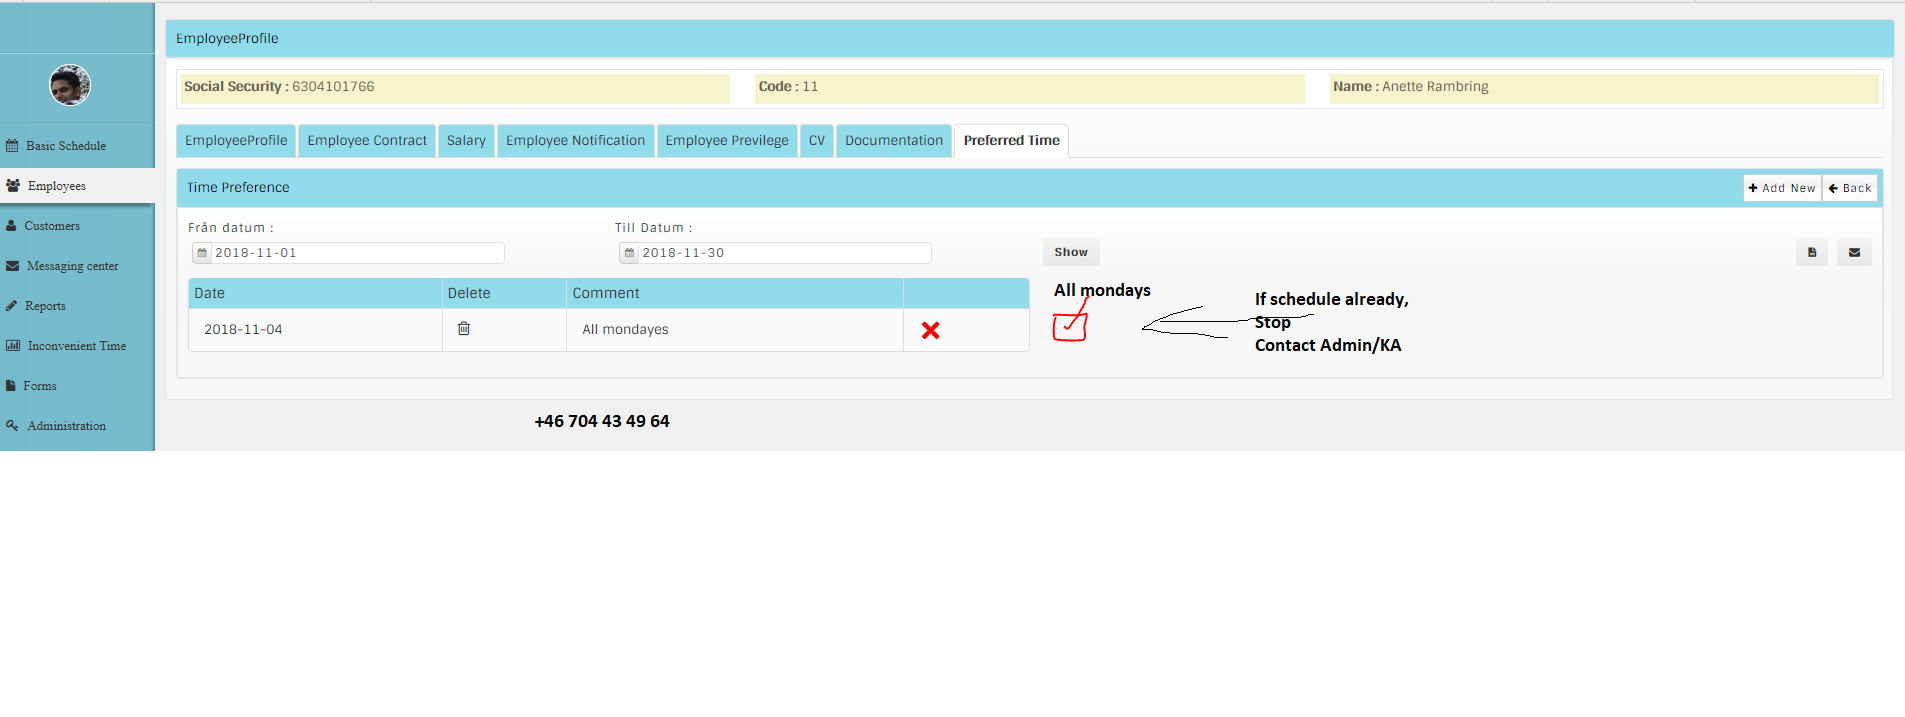 EmployeeProfile
Social Security : 6304101766
Code : 11
Name : Anette Rambring
Basic Schedule
Employees
Customers
Messaging center
Reports
Inconvenient Time
Forms
Administration
EmployeeProfile
Employee Contract
Salary
Employee Notification
Employee Previlege
CV
Documentation
Preferred Time
Time Preference
Add New
Back
Från datum :
Till Datum :
2018-11-01
2018-11-30
Show
Date
Delete
Comment
2018-11-04
All mondayes
All mondays
If schedule already,
Stop
Contact Admin/KA
+46 704 43 49 64